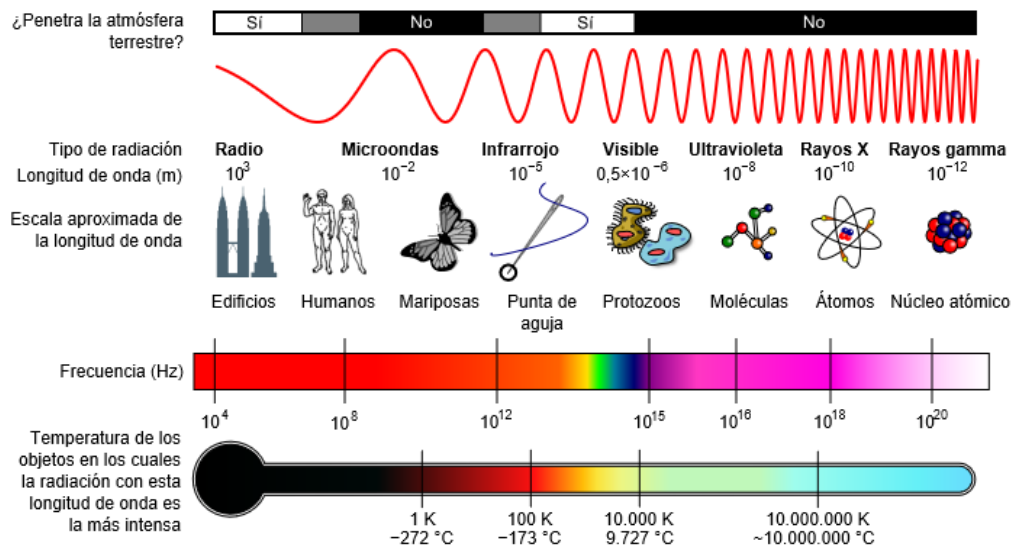 ¿Penetra la atmósfera
terrestre?
Sí No Sí No
Tipo de radiación Radio Microondas Infrarrojo Visible Ultravioleta Rayos X Rayos gamma
Longitud de onda (m) 10³ 10⁻² 10⁻⁵ 0,5×10⁻⁶ 10⁻⁸ 10⁻¹⁰ 10⁻¹²
Escala aproximada de
la longitud de onda
Edificios Humanos Mariposas Punta de aguja Protozoos Moléculas Átomos Núcleo atómico
Frecuencia (Hz)
10⁴ 10⁸ 10¹² 10¹⁵ 10¹⁶ 10¹⁸ 10²⁰
Temperatura de los
objetos en los cuales
la radiación con esta
longitud de onda es
la más intensa
1 K 100 K 10.000 K 10.000.000 K
−272 °C −173 °C 9.727 °C ~10.000.000 °C